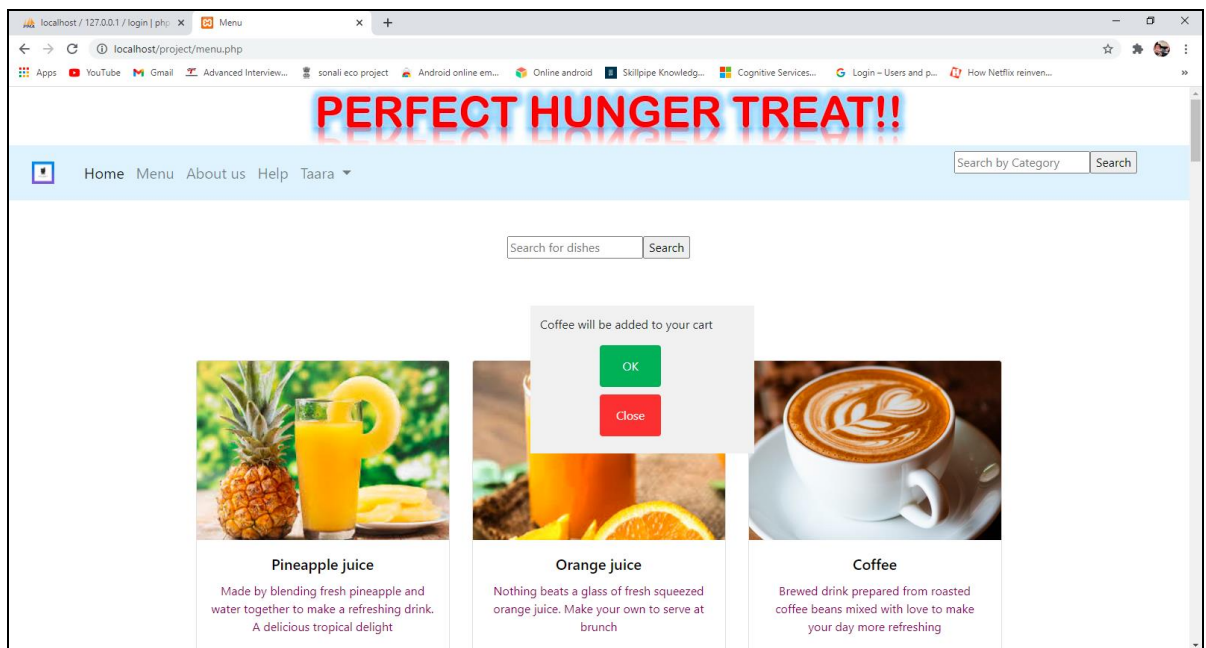 localhost / 127.0.0.1 / login | php
Menu
localhost/project/menu.php
Apps YouTube Gmail Advanced Interview... sonali eco project Android online em... Online android Skillpipe Knowledg... Cognitive Services... Login – Users and p... How Netflix reinven... »
PERFECT HUNGER TREAT!!
Home Menu About us Help Taara
Search by Category Search
Search for dishes Search
Coffee will be added to your cart
OK
Close
Pineapple juice
Made by blending fresh pineapple and
water together to make a refreshing drink.
A delicious tropical delight
Orange juice
Nothing beats a glass of fresh squeezed
orange juice. Make your own to serve at
brunch
Coffee
Brewed drink prepared from roasted
coffee beans mixed with love to make
your day more refreshing